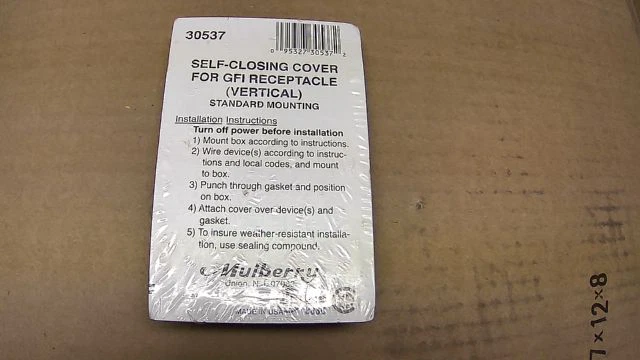 30537
0 95327 30537 2
SELF-CLOSING COVER
FOR GFI RECEPTACLE
(VERTICAL)
STANDARD MOUNTING
Installation Instructions
Turn off power before installation
1) Mount box according to instructions.
2) Wire device(s) according to instruc-
tions and local codes, and mount
to box.
3) Punch through gasket and position
on box.
4) Attach cover over device(s) and
gasket.
5) To insure weather-resistant installa-
tion, use sealing compound.
Mulberry
Union, N.J.
MADE IN USA
7×12×8